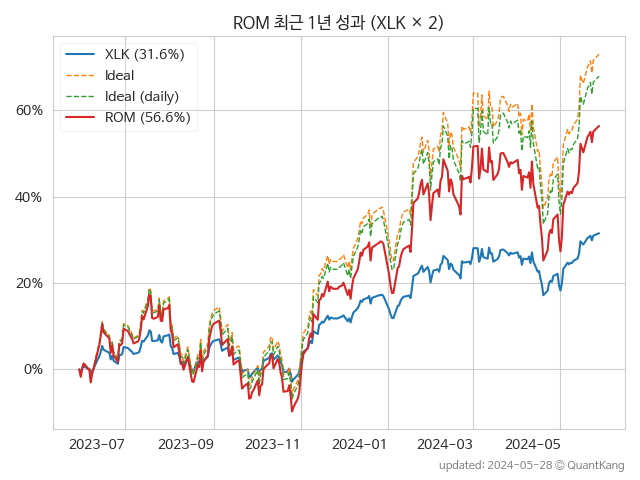 ROM 최근 1년 성과 (XLK × 2)
XLK (31.6%)
Ideal
Ideal (daily)
ROM (56.6%)
60%
40%
20%
0%
2023-07 2023-09 2023-11 2024-01 2024-03 2024-05
updated: 2024-05-28 © QuantKang